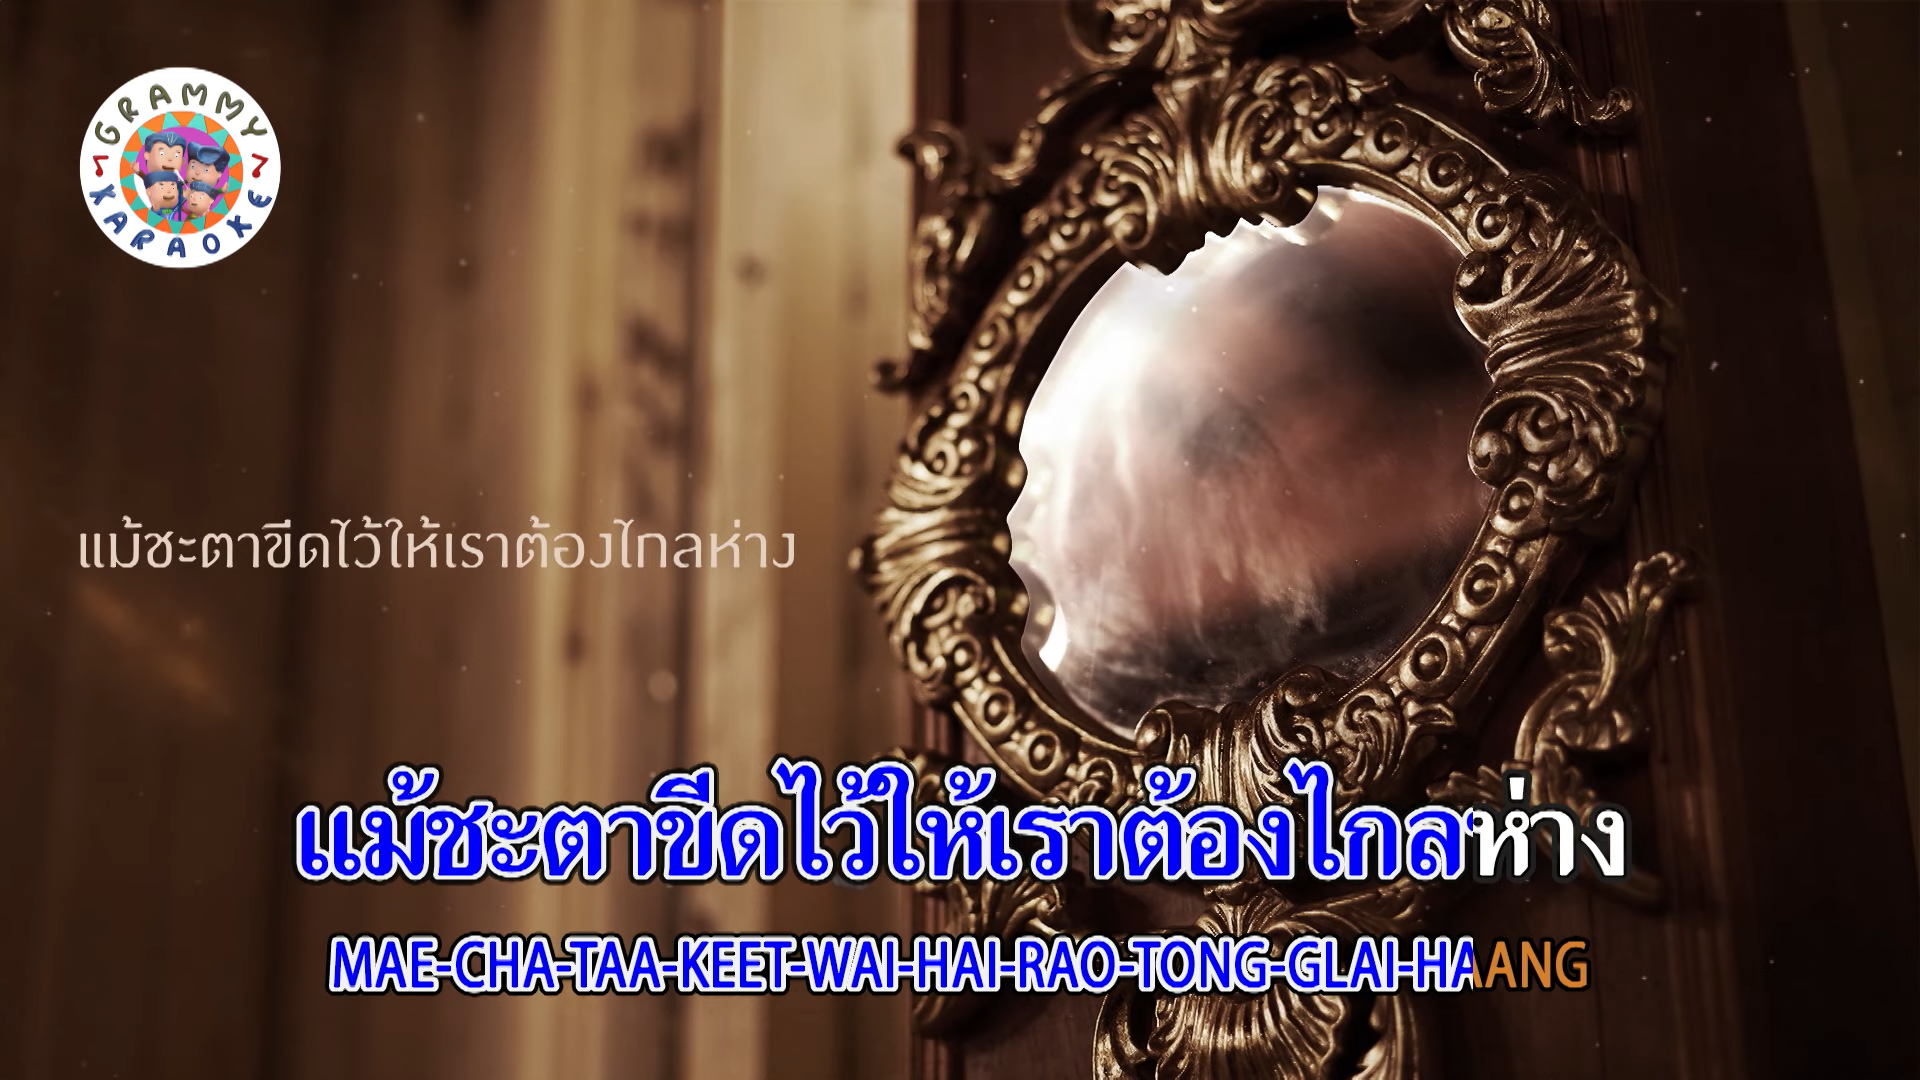 GRAMMY
KARAOKE
แม้ชะตาขีดไว้ให้เราต้องไกลห่าง
แม้ชะตาขีดไว้ให้เราต้องไกลห่าง
MAE-CHA-TAA-KEET-WAI-HAI-RAO-TONG-GLAI-HAANG